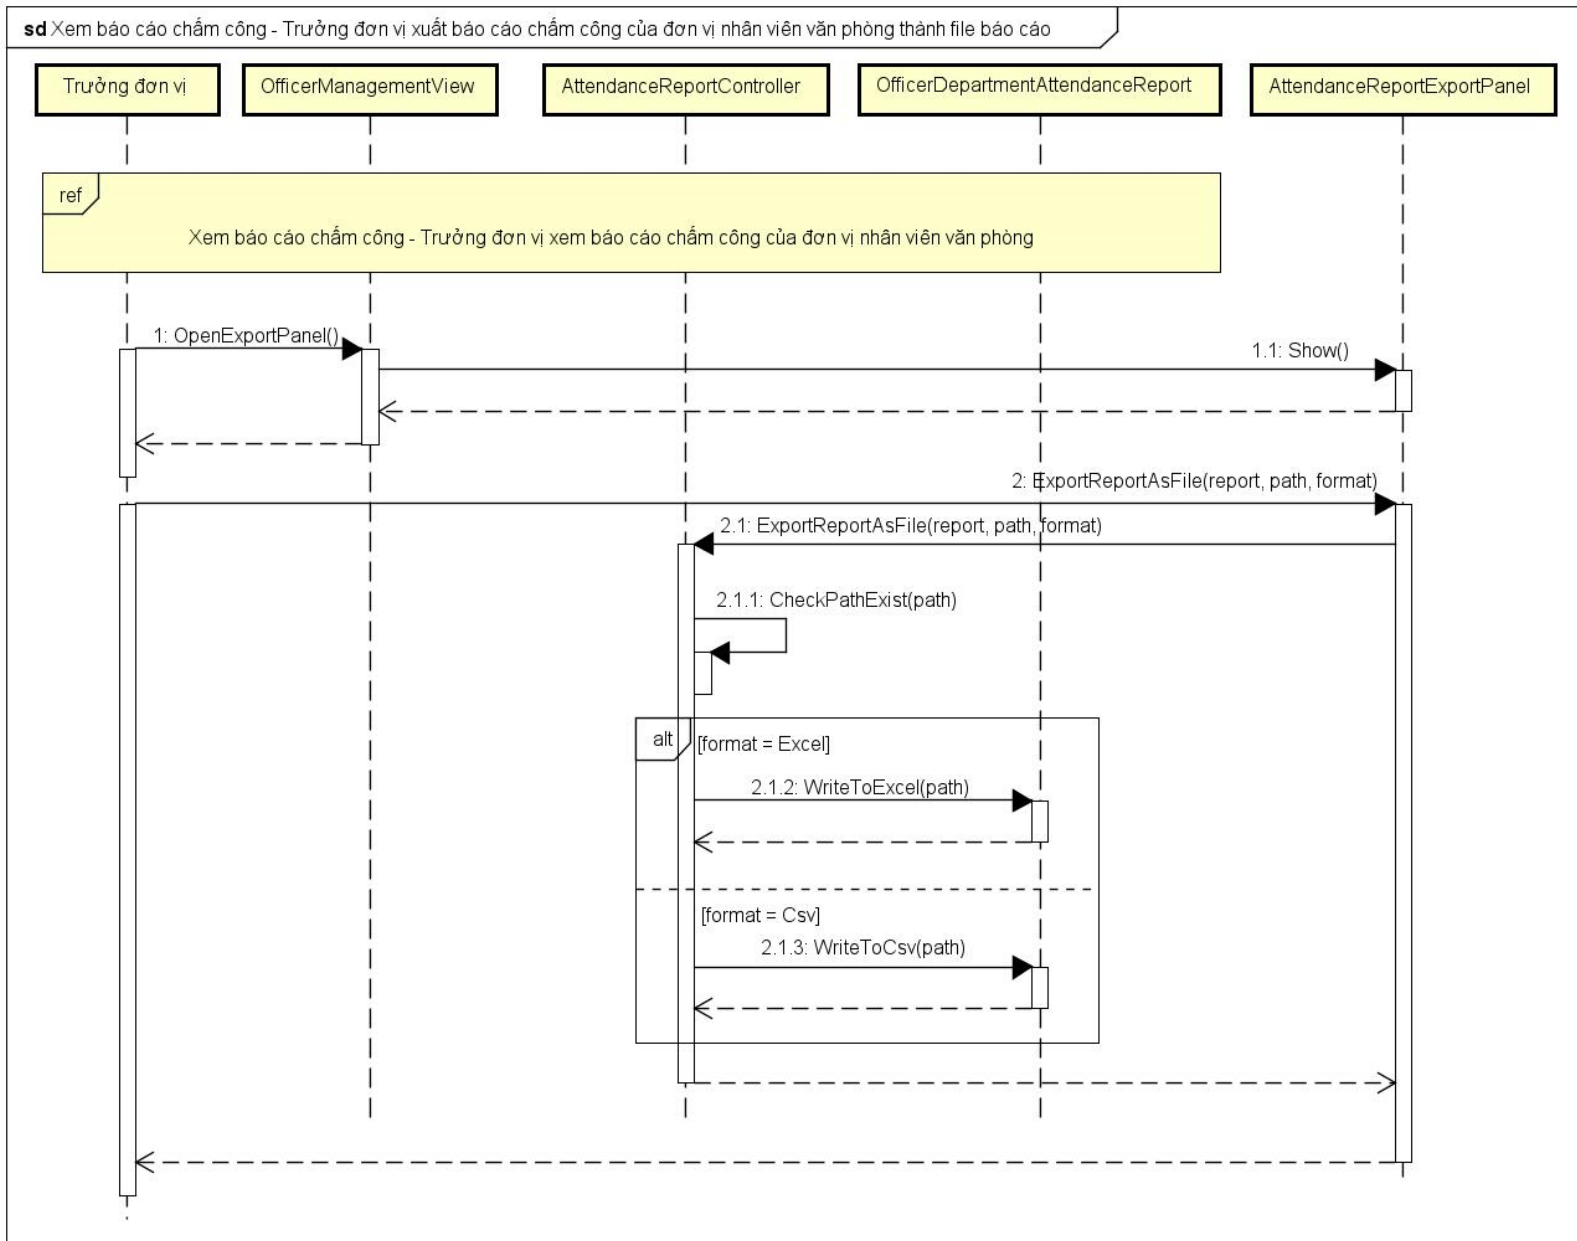 sd Xem báo cáo chấm công - Trưởng đơn vị xuất báo cáo chấm công của đơn vị nhân viên văn phòng thành file báo cáo
Trưởng đơn vị
OfficerManagementView
AttendanceReportController
OfficerDepartmentAttendanceReport
AttendanceReportExportPanel
ref
Xem báo cáo chấm công - Trưởng đơn vị xem báo cáo chấm công của đơn vị nhân viên văn phòng
1: OpenExportPanel()
1.1: Show()
2: ExportReportAsFile(report, path, format)
2.1: ExportReportAsFile(report, path, format)
2.1.1: CheckPathExist(path)
alt
[format = Excel]
2.1.2: WriteToExcel(path)
[format = Csv]
2.1.3: WriteToCsv(path)